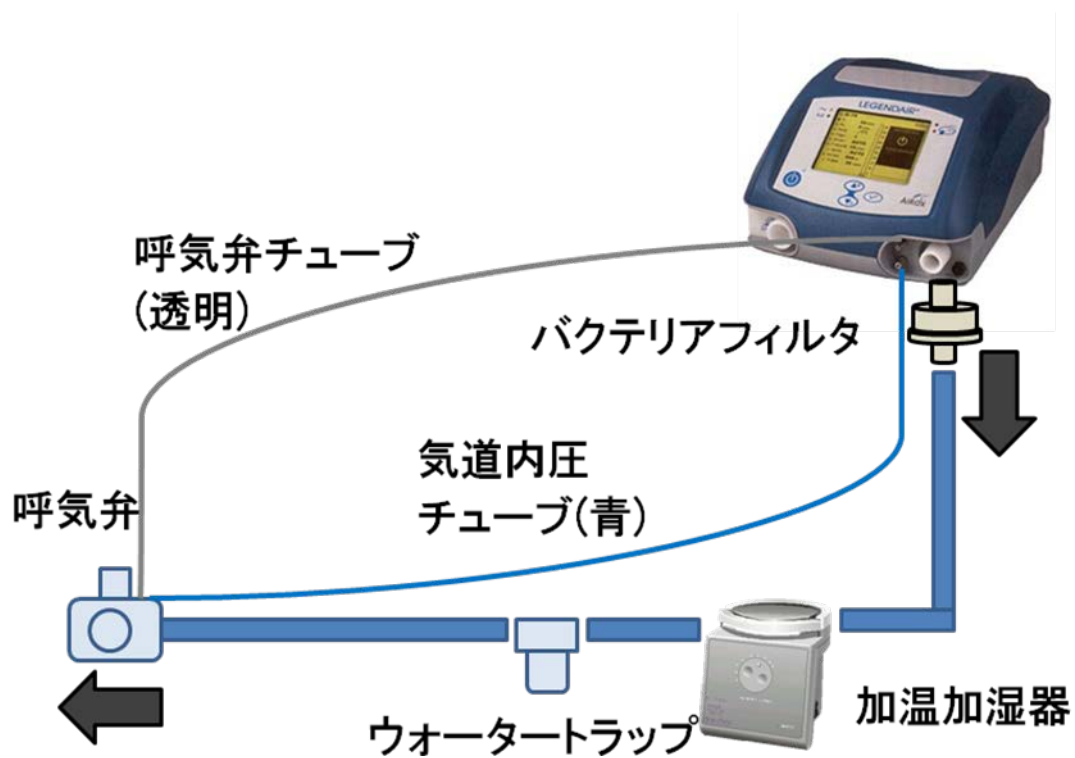 LEGENDAIR
呼気弁チューブ
(透明)
バクテリアフィルタ
気道内圧
チューブ(青)
呼気弁
加温加湿器
ウォータートラップ